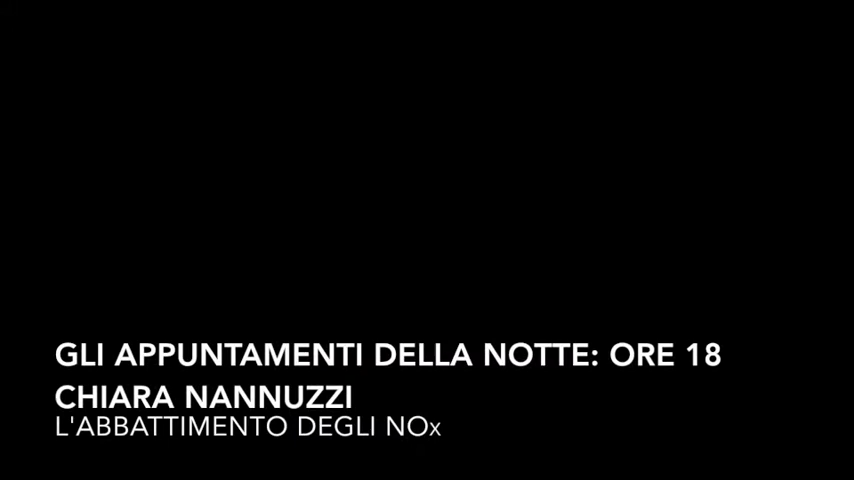 GLI APPUNTAMENTI DELLA NOTTE: ORE 18
CHIARA NANNUZZI
L'ABBATTIMENTO DEGLI NOx